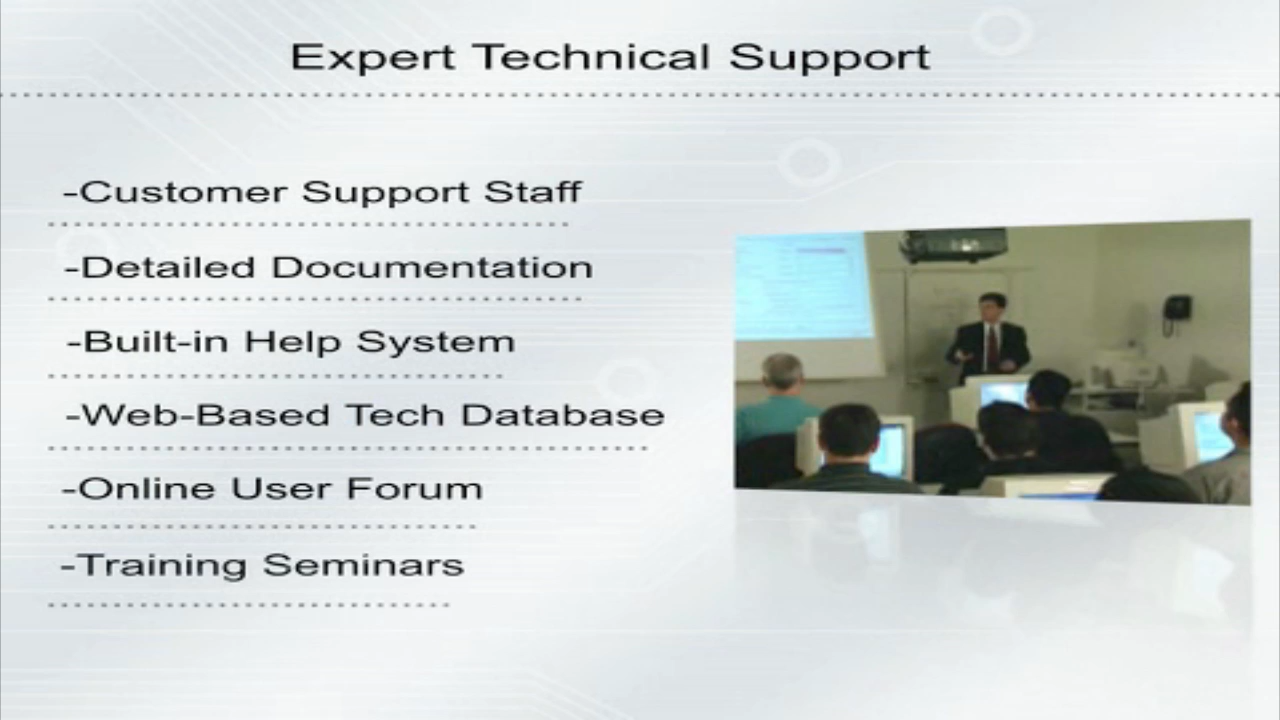 Expert Technical Support
-Customer Support Staff
-Detailed Documentation
-Built-in Help System
-Web-Based Tech Database
-Online User Forum
-Training Seminars